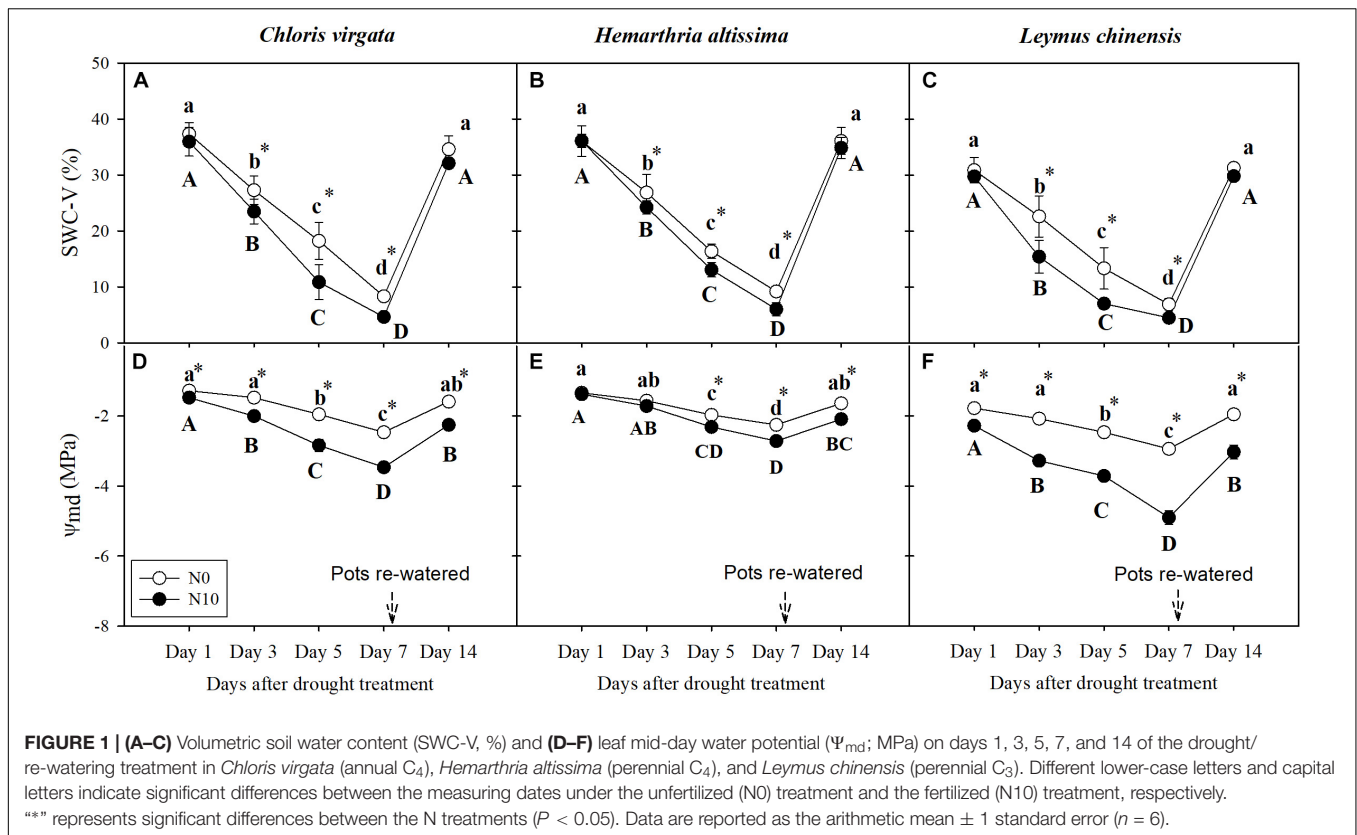 Chloris virgata Hemarthria altissima Leymus chinensis
50
40
30
20
10
0
SWC-V (%)
A
a
A
b*
B
c*
C
d*
D
a
A
B
a
A
b*
B
c*
C
d*
D
a
A
C
a
A
b*
B
c*
C
d*
D
a
A
-2
-4
-6
-8
Ψmd (MPa)
D
a*
A
a*
B
b*
C
c*
D
ab*
B
N0
N10
Pots re-watered
E
a
A
ab
AB
c*
CD
d*
D
ab*
BC
Pots re-watered
F
a*
A
a*
B
b*
C
c*
D
a*
B
Pots re-watered
Day 1 Day 3 Day 5 Day 7 Day 14 Day 1 Day 3 Day 5 Day 7 Day 14 Day 1 Day 3 Day 5 Day 7 Day 14
Days after drought treatment Days after drought treatment Days after drought treatment
FIGURE 1 | (A–C) Volumetric soil water content (SWC-V, %) and (D–F) leaf mid-day water potential (Ψmd; MPa) on days 1, 3, 5, 7, and 14 of the drought/
re-watering treatment in Chloris virgata (annual C4), Hemarthria altissima (perennial C4), and Leymus chinensis (perennial C3). Different lower-case letters and capital
letters indicate significant differences between the measuring dates under the unfertilized (N0) treatment and the fertilized (N10) treatment, respectively.
“*” represents significant differences between the N treatments (P < 0.05). Data are reported as the arithmetic mean ± 1 standard error (n = 6).